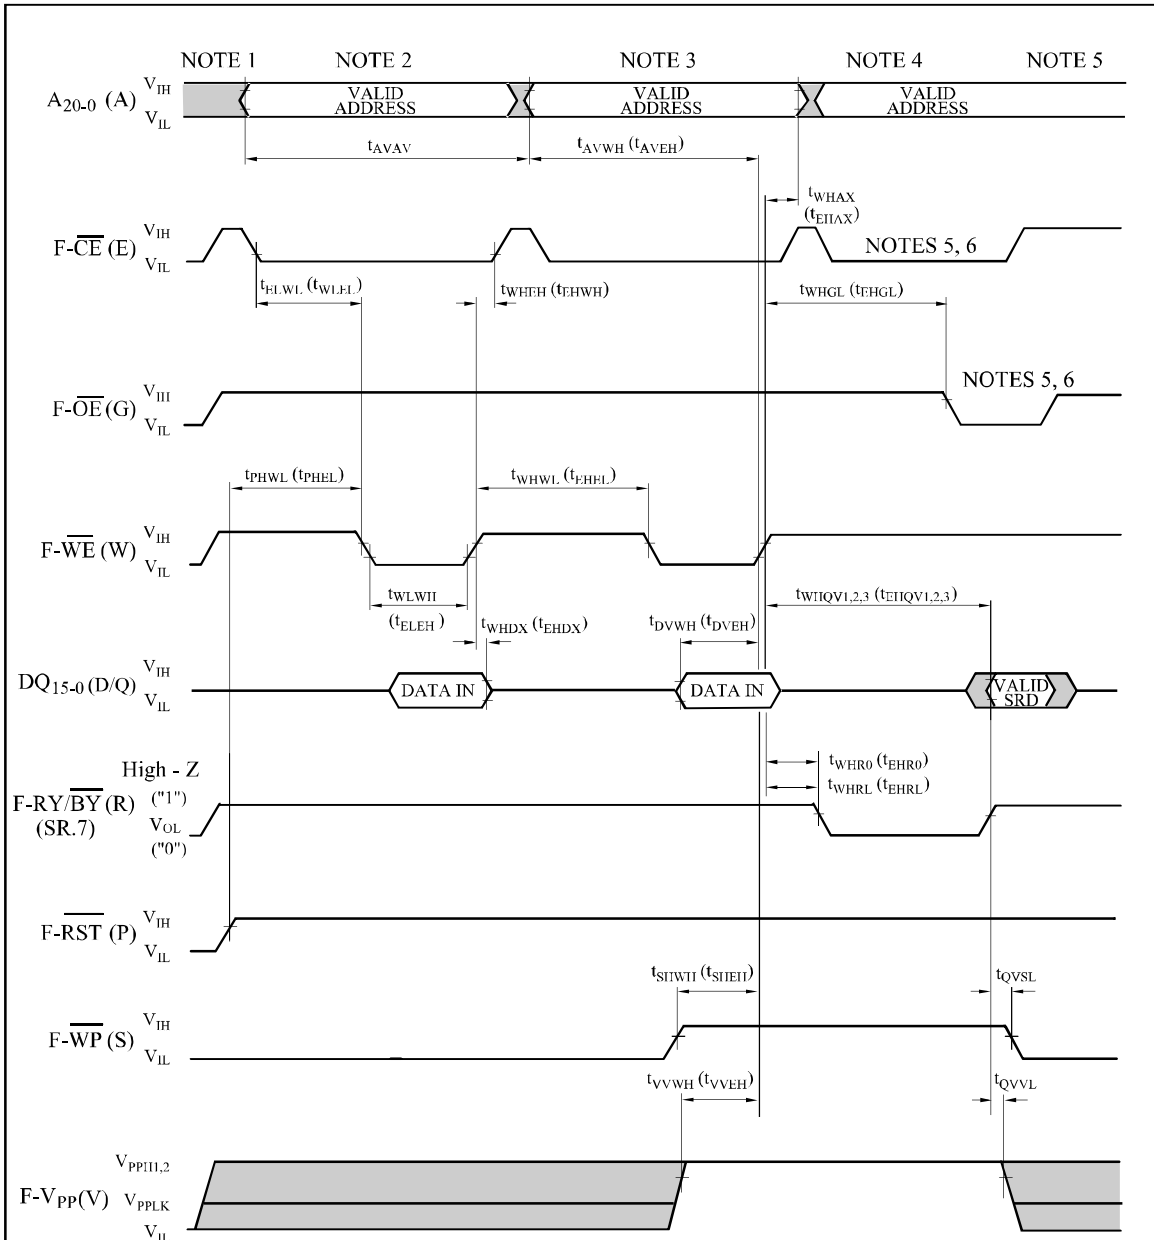 NOTE 1 NOTE 2 NOTE 3 NOTE 4 NOTE 5
A20-0 (A) VIH VIL VALID ADDRESS VALID ADDRESS VALID ADDRESS
tAVAV tAVWH (tAVEH)
tWHAX (tEHAX)
F-CE (E) VIH VIL NOTES 5, 6
tELWL (tWLEL) tWHEH (tEHWH) tWHGL (tEHGL)
F-OE (G) VIH VIL NOTES 5, 6
tPHWL (tPHEL) tWHWL (tEHEL)
F-WE (W) VIH VIL
tWLWH (tELEH) tWHDX (tEHDX) tDVWH (tDVEH) tWHQV1,2,3 (tEHQV1,2,3)
DQ15-0 (D/Q) VIH VIL DATA IN DATA IN VALID SRD
tWHR0 (tEHR0)
tWHRL (tEHRL)
F-RY/BY (R) (SR.7) High - Z ("1") VOL ("0")
F-RST (P) VIH VIL
tSHWH (tSHEH) tQVSL
F-WP (S) VIH VIL
tVVWH (tVVEH) tQVVL
F-VPP(V) VPPH1,2 VPPLK VIL